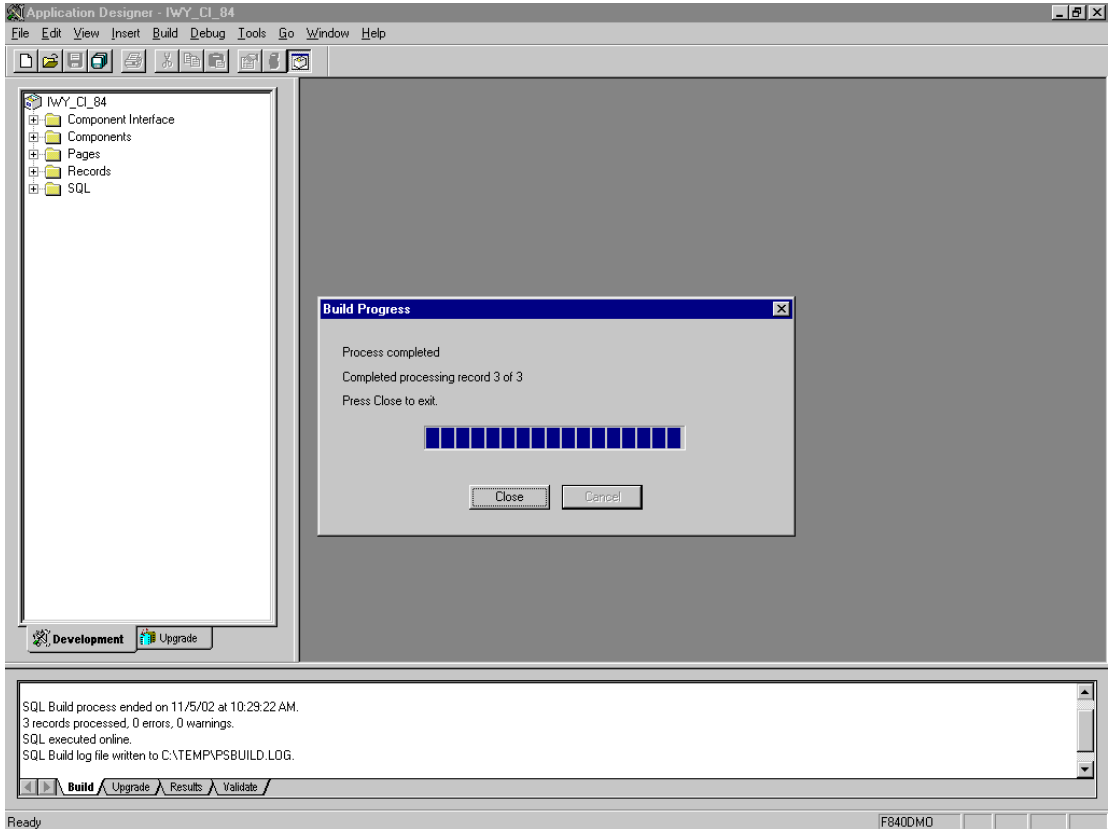 Application Designer - IWY_CI_84
File Edit View Insert Build Debug Tools Go Window Help
IWY_CI_84
Component Interface
Components
Pages
Records
SQL
Build Progress
Process completed
Completed processing record 3 of 3
Press Close to exit.
Close Cancel
Development Upgrade
SQL Build process ended on 11/5/02 at 10:29:22 AM.
3 records processed, 0 errors, 0 warnings.
SQL executed online.
SQL Build log file written to C:\TEMP\PSBUILD.LOG.
Build Upgrade Results Validate
Ready F840DMO